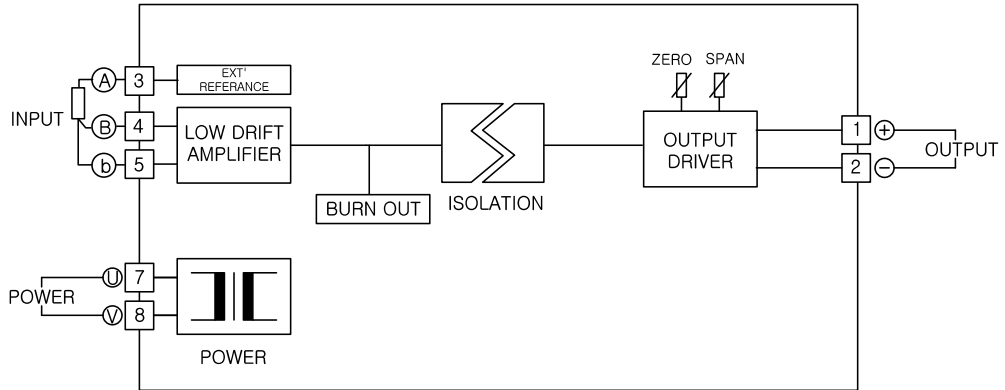 ZERO SPAN
A 3 EXT' REFERANCE
INPUT
B 4 LOW DRIFT
AMPLIFIER
b 5
BURN OUT
ISOLATION
OUTPUT
DRIVER
1 +
2 −
OUTPUT
U 7
POWER
V 8
POWER